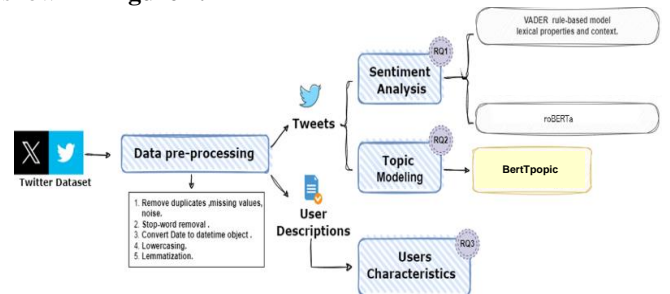 VADER rule-based model
lexical properties and context.
RQ1
Sentiment
Analysis
roBERTa
Tweets
RQ2
Topic
Modeling
BertTpopic
Data pre-processing
Twitter Dataset
1. Remove duplicates ,missing values,
noise.
2. Stop-word removal .
3. Convert Date to datetime object .
4. Lowercasing.
5. Lemmatization.
User
Descriptions
RQ3
Users
Characteristics